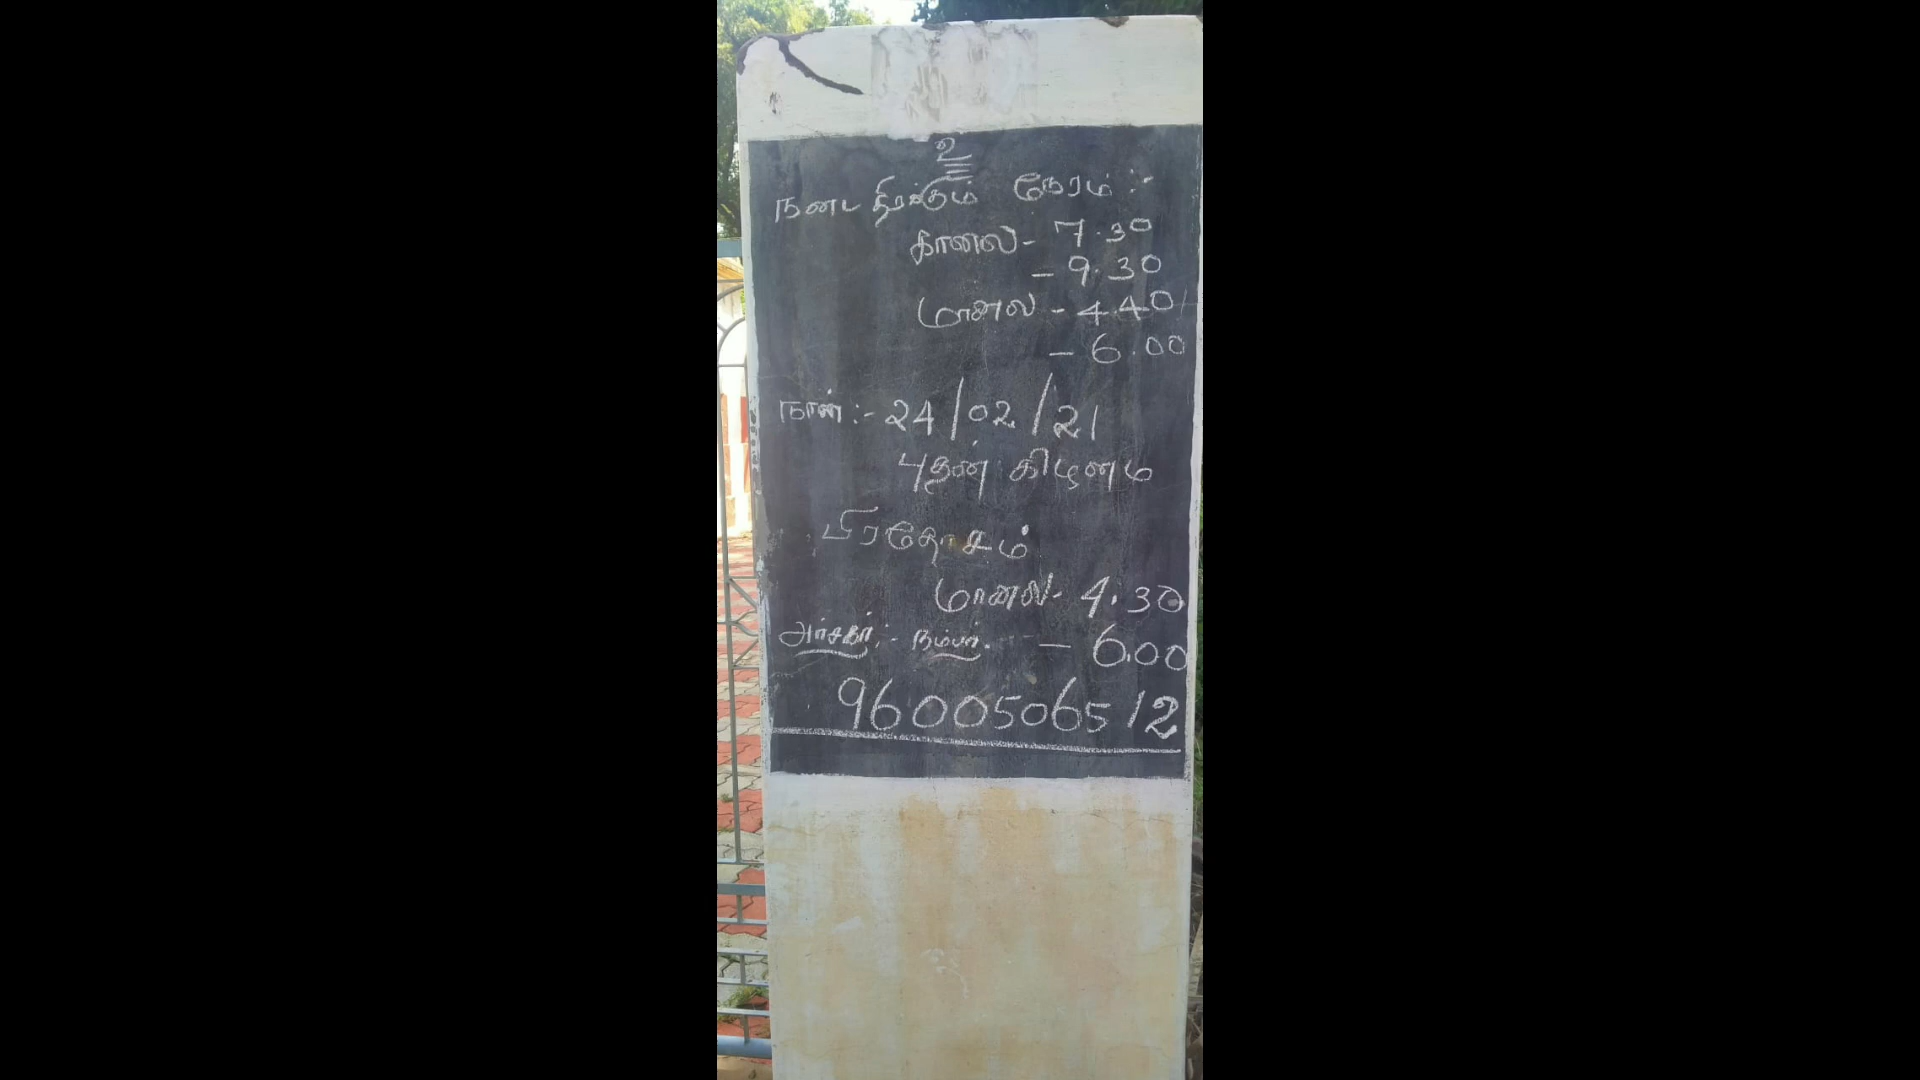 உ
நடை திரக்கும் நேரம் :-
காலை - 7.30
- 9.30
மாலை - 4.40
- 6.00
நாள் :- 24/02/21
புதன் கிழமை
பிரதோசம்
மாலை - 4.30
அர்சகர் :- நம்பர். - 6.00
9600506512